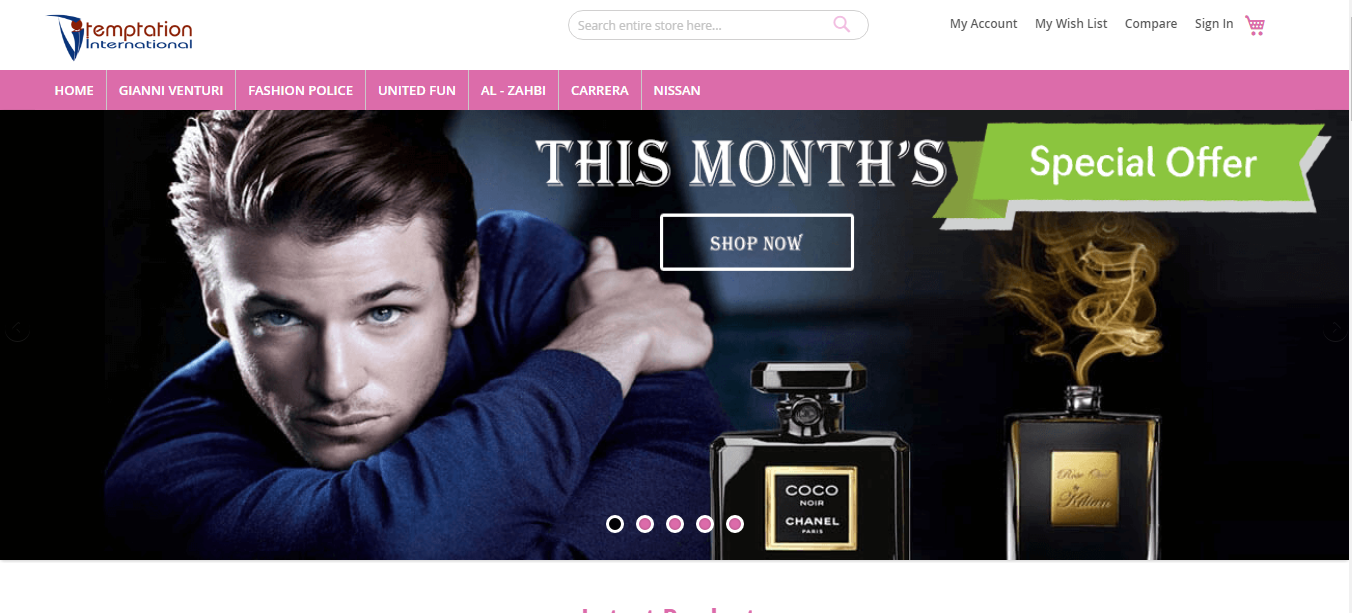 temptation
International
Search entire store here...
My Account
My Wish List
Compare
Sign In
HOME
GIANNI VENTURI
FASHION POLICE
UNITED FUN
AL - ZAHBI
CARRERA
NISSAN
THIS MONTH'S
Special Offer
SHOP NOW
COCO
NOIR
CHANEL
PARIS
Rose Oud
by
Kilian